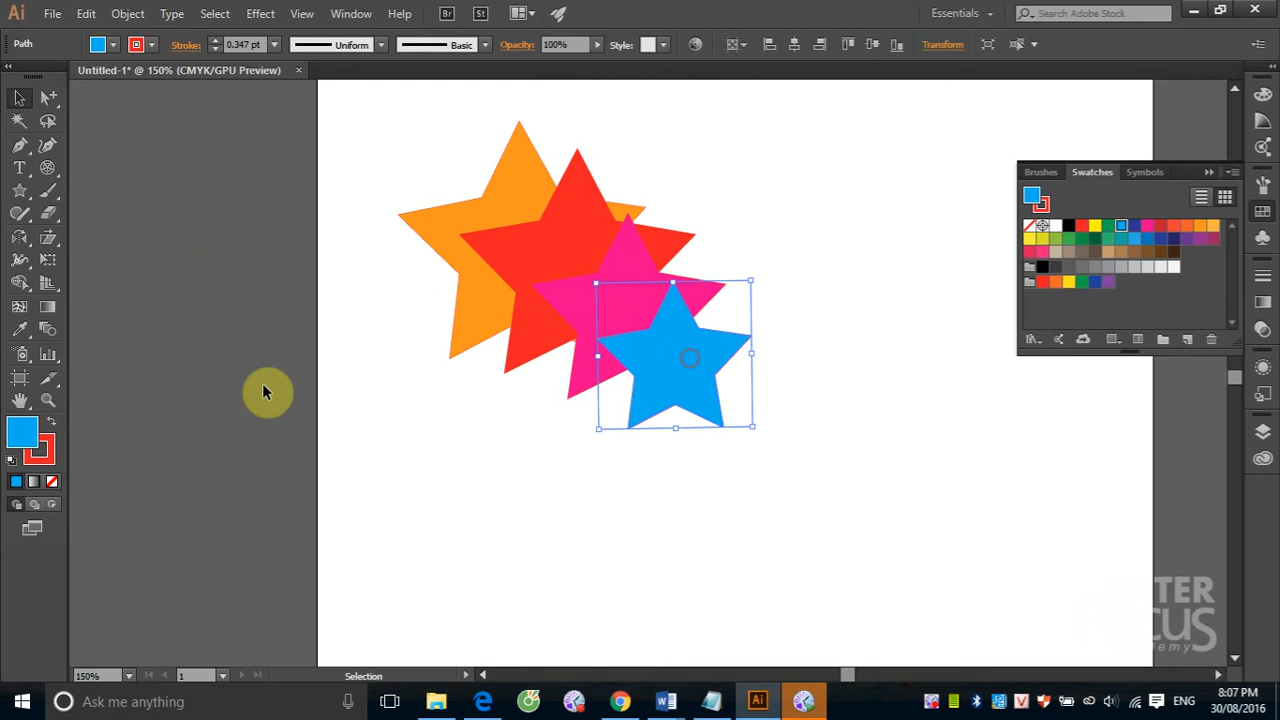 Ai File Edit Object Type Select Effect View Window Help Br St Essentials Search Adobe Stock
Path Stroke: 0.347 pt Uniform Basic Opacity: 100% Style: Transform
Untitled-1* @ 150% (CMYK/GPU Preview) ×
Brushes Swatches Symbols
150% 1 Selection
Ask me anything
Ai
ENG
8:07 PM
30/08/2016